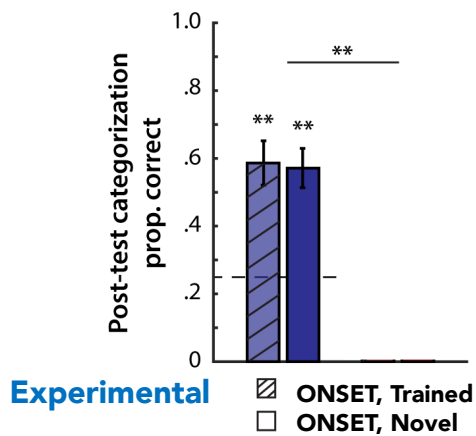 1.0
**
.8
** **
.6
Post-test categorization
prop. correct
.4
.2
0
Experimental
ONSET, Trained
ONSET, Novel